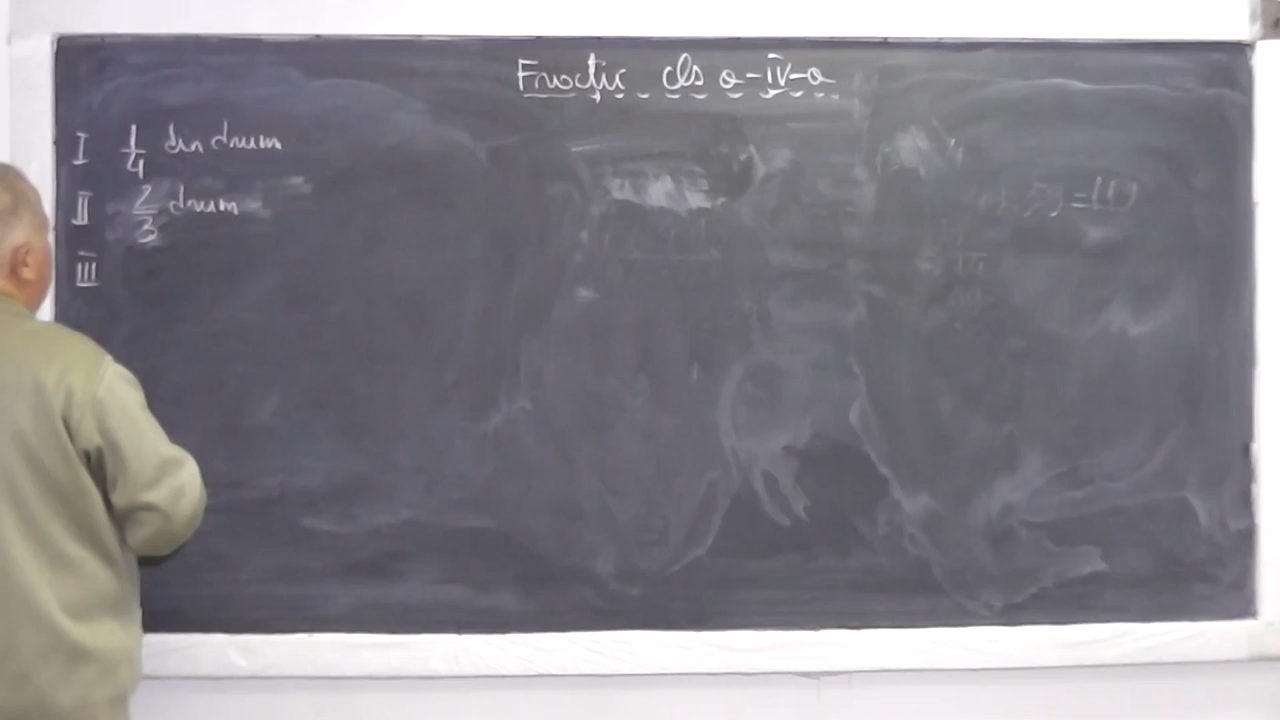 Fracții cls a-IV-a
I 1/4 din drum
II 2/3 drum
III